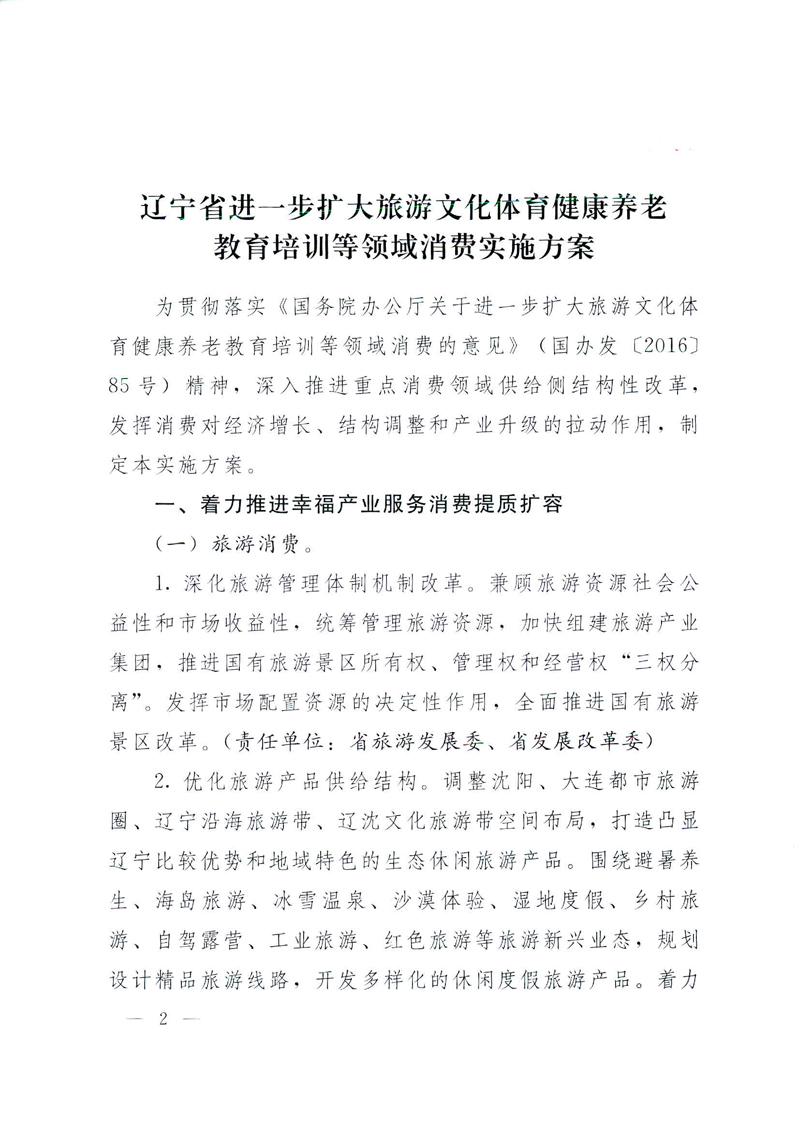 辽宁省进一步扩大旅游文化体育健康养老
教育培训等领域消费实施方案
为贯彻落实《国务院办公厅关于进一步扩大旅游文化体
育健康养老教育培训等领域消费的意见》（国办发〔2016〕
85号）精神，深入推进重点消费领域供给侧结构性改革，
发挥消费对经济增长、结构调整和产业升级的拉动作用，制
定本实施方案。
一、着力推进幸福产业服务消费提质扩容
（一）旅游消费。
1. 深化旅游管理体制机制改革。兼顾旅游资源社会公
益性和市场收益性，统筹管理旅游资源，加快组建旅游产业
集团，推进国有旅游景区所有权、管理权和经营权“三权分
离”。发挥市场配置资源的决定性作用，全面推进国有旅游
景区改革。（责任单位：省旅游发展委、省发展改革委）
2. 优化旅游产品供给结构。调整沈阳、大连都市旅游
圈、辽宁沿海旅游带、辽沈文化旅游带空间布局，打造凸显
辽宁比较优势和地域特色的生态休闲旅游产品。围绕避暑养
生、海岛旅游、冰雪温泉、沙漠体验、湿地度假、乡村旅
游、自驾露营、工业旅游、红色旅游等旅游新兴业态，规划
设计精品旅游线路，开发多样化的休闲度假旅游产品。着力
— 2 —